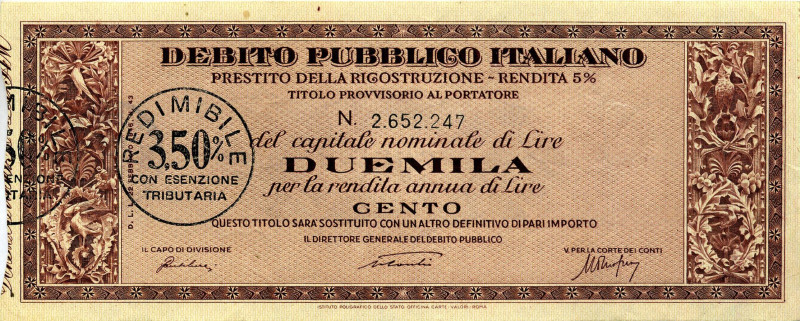 DEBITO PUBBLICO ITALIANO
PRESTITO DELLA RICOSTRUZIONE - RENDITA 5%
TITOLO PROVVISORIO AL PORTATORE
N. 2.652.247
del capitale nominale di Lire
DUEMILA
per la rendita annua di Lire
CENTO
QUESTO TITOLO SARA' SOSTITUITO CON UN ALTRO DEFINITIVO DI PARI IMPORTO
IL CAPO DI DIVISIONE
IL DIRETTORE GENERALE DEL DEBITO PUBBLICO
V. PER LA CORTE DEI CONTI
REDIMIBILE
3,50%
CON ESENZIONE
TRIBUTARIA
ISTITUTO POLIGRAFICO DELLO STATO OFFICINA CARTE-VALORI-ROMA